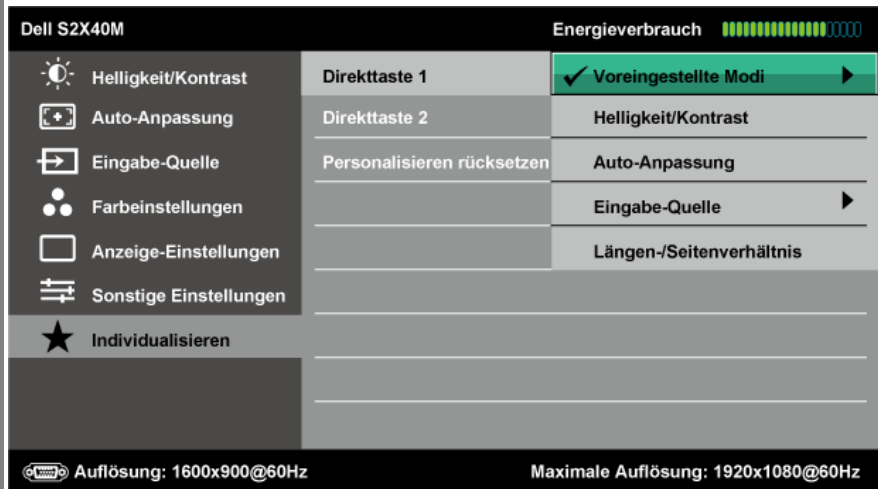 Dell S2X40M
Energieverbrauch
Helligkeit/Kontrast
Auto-Anpassung
Eingabe-Quelle
Farbeinstellungen
Anzeige-Einstellungen
Sonstige Einstellungen
Individualisieren
Direkttaste 1
Direkttaste 2
Personalisieren rücksetzen
Voreingestellte Modi
Helligkeit/Kontrast
Auto-Anpassung
Eingabe-Quelle
Längen-/Seitenverhältnis
Auflösung: 1600x900@60Hz
Maximale Auflösung: 1920x1080@60Hz